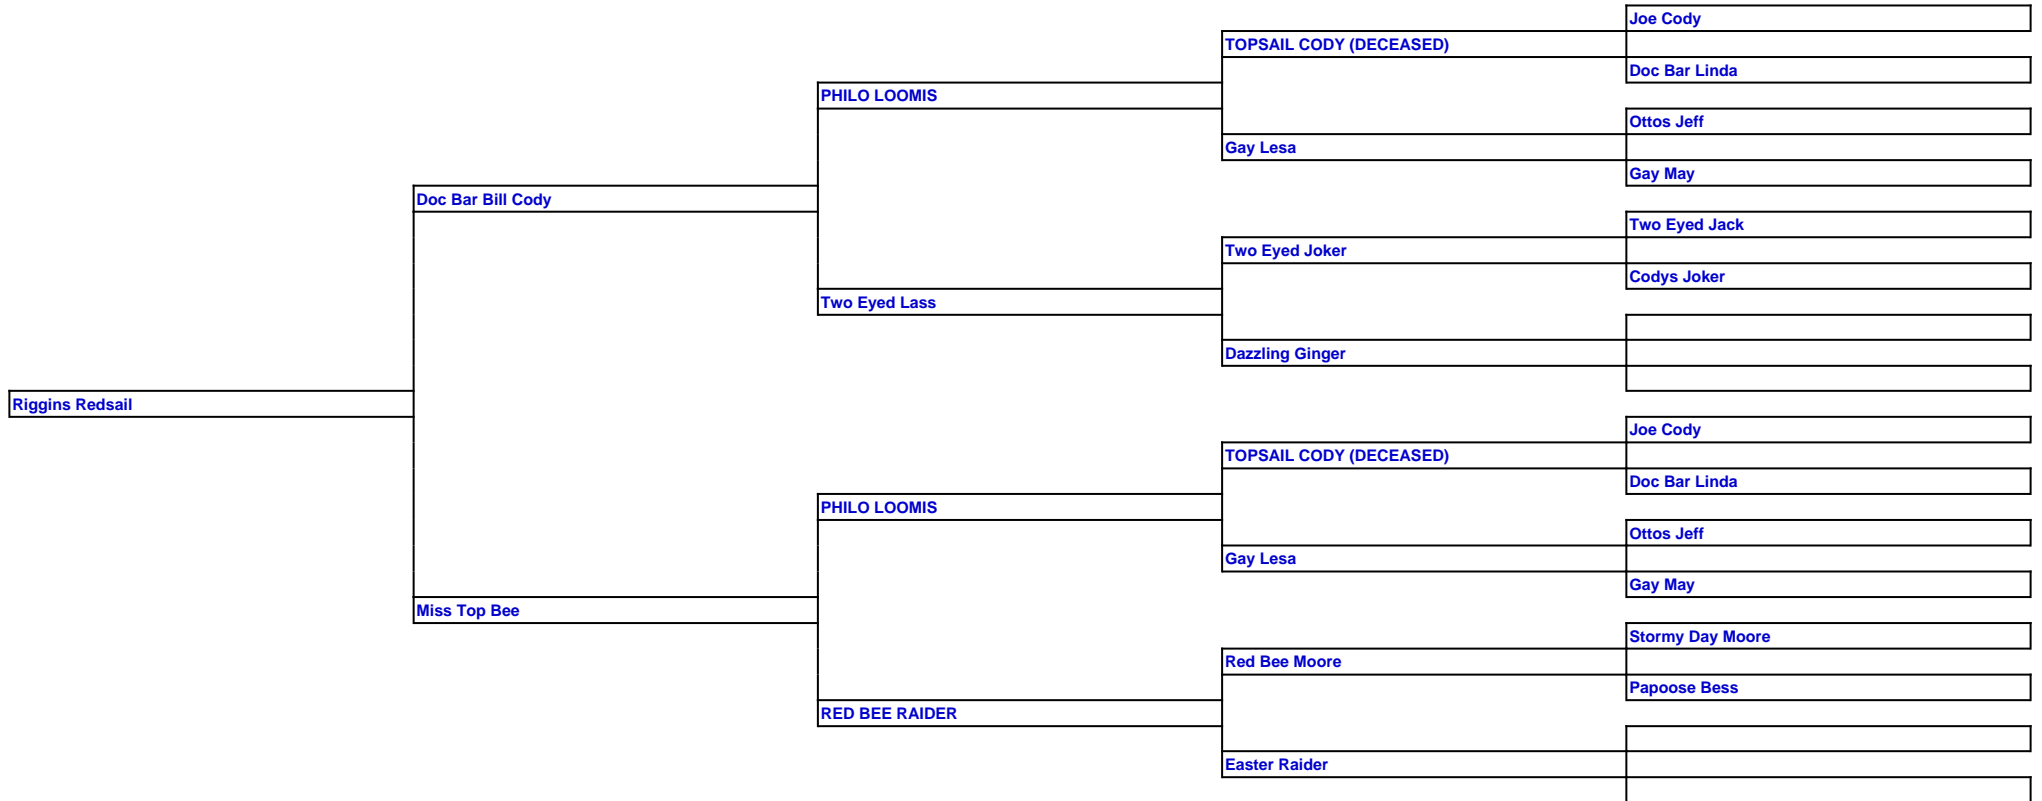 Joe Cody
TOPSAIL CODY (DECEASED)
Doc Bar Linda
PHILO LOOMIS
Ottos Jeff
Gay Lesa
Gay May
Doc Bar Bill Cody
Two Eyed Jack
Two Eyed Joker
Codys Joker
Two Eyed Lass
Dazzling Ginger
Riggins Redsail
Joe Cody
TOPSAIL CODY (DECEASED)
Doc Bar Linda
PHILO LOOMIS
Ottos Jeff
Gay Lesa
Gay May
Miss Top Bee
Stormy Day Moore
Red Bee Moore
Papoose Bess
RED BEE RAIDER
Easter Raider